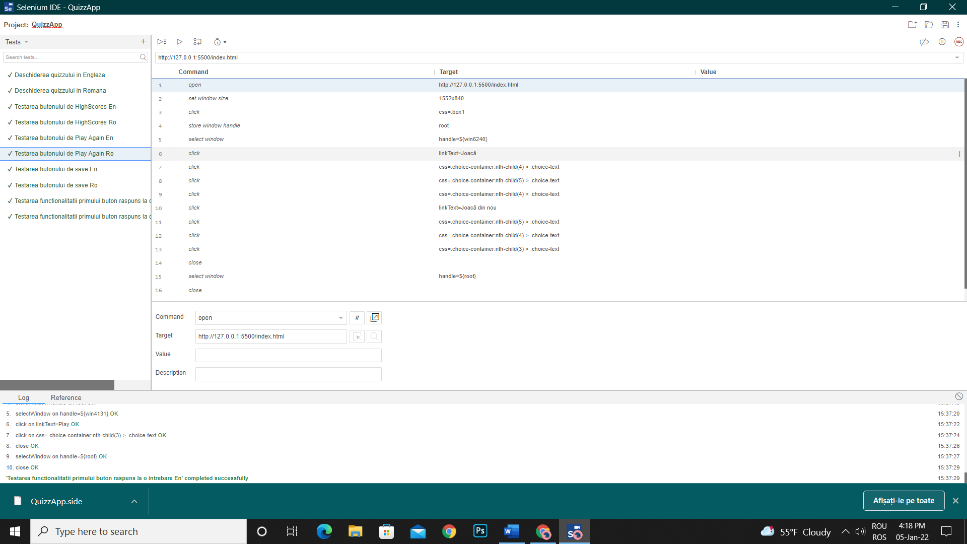 Selenium IDE - QuizzApp
Project: QuizzApp
Tests
Search tests...
✓ Deschiderea quizzului in Engleza
✓ Deschiderea quizzului in Romana
✓ Testarea butonului de HighScores En
✓ Testarea butonului de HighScores Ro
✓ Testarea butonului de Play Again En
✓ Testarea butonului de Play Again Ro
✓ Testarea butonului de save En
✓ Testarea butonului de save Ro
✓ Testarea functionalitatii primului buton raspuns la o
✓ Testarea functionalitatii primului buton raspuns la o
http://127.0.0.1:5500/index.html
Command Target Value
1 open http://127.0.0.1:5500/index.html
2 set window size 1552x840
3 click css=.box1
4 store window handle root
5 select window handle=${win6240}
6 click linkText=Joacă
7 click css=.choice-container:nth-child(4) > .choice-text
8 click css=.choice-container:nth-child(5) > .choice-text
9 click css=.choice-container:nth-child(4) > .choice-text
10 click linkText=Joacă din nou
11 click css=.choice-container:nth-child(5) > .choice-text
12 click css=.choice-container:nth-child(4) > .choice-text
13 click css=.choice-container:nth-child(3) > .choice-text
14 close
15 select window handle=${root}
16 close
Command open //
Target http://127.0.0.1:5500/index.html
Value
Description
Log Reference
5. selectWindow on handle=${win4131} OK 15:37:20
6. click on linkText=Play OK 15:37:22
7. click on css=.choice-container:nth-child(3) > .choice-text OK 15:37:24
8. close OK 15:37:26
9. selectWindow on handle=${root} OK 15:37:27
10. close OK 15:37:29
'Testarea functionalitatii primului buton raspuns la o intrebare En' completed successfully 15:37:29
QuizzApp.side
Afișați-le pe toate
Type here to search
55°F Cloudy
ROU
ROS
4:18 PM
05-Jan-22